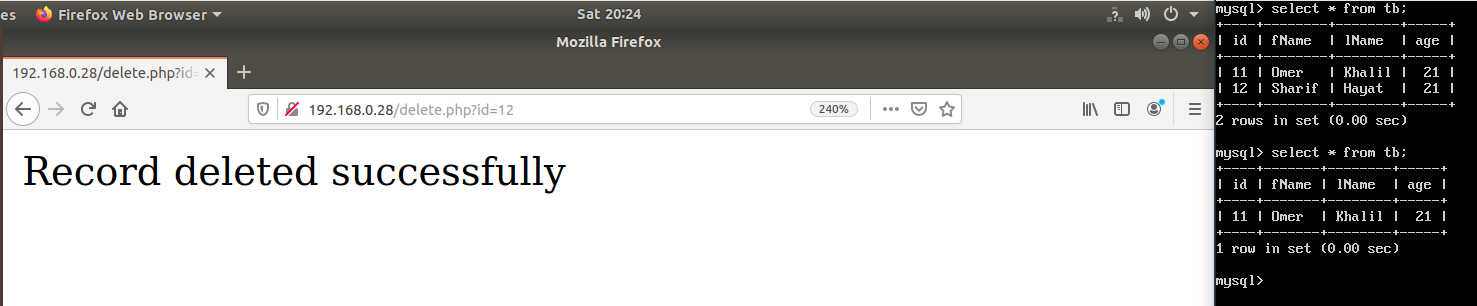 es Firefox Web Browser Sat 20:24
Mozilla Firefox
192.168.0.28/delete.php?id=
192.168.0.28/delete.php?id=12 240%
Record deleted successfully
mysql> select * from tb;
+----+--------+--------+-----+
| id | fName  | lName  | age |
+----+--------+--------+-----+
| 11 | Omer   | Khalil |  21 |
| 12 | Sharif | Hayat  |  21 |
+----+--------+--------+-----+
2 rows in set (0.00 sec)
mysql> select * from tb;
+----+-------+--------+-----+
| id | fName | lName  | age |
+----+-------+--------+-----+
| 11 | Omer  | Khalil |  21 |
+----+-------+--------+-----+
1 row in set (0.00 sec)
mysql>